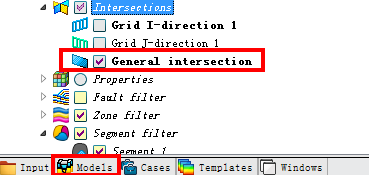 Intersections
Grid I-direction 1
Grid J-direction 1
General intersection
Properties
Fault filter
Zone filter
Segment filter
Segment 1
Input Models Cases Templates Windows